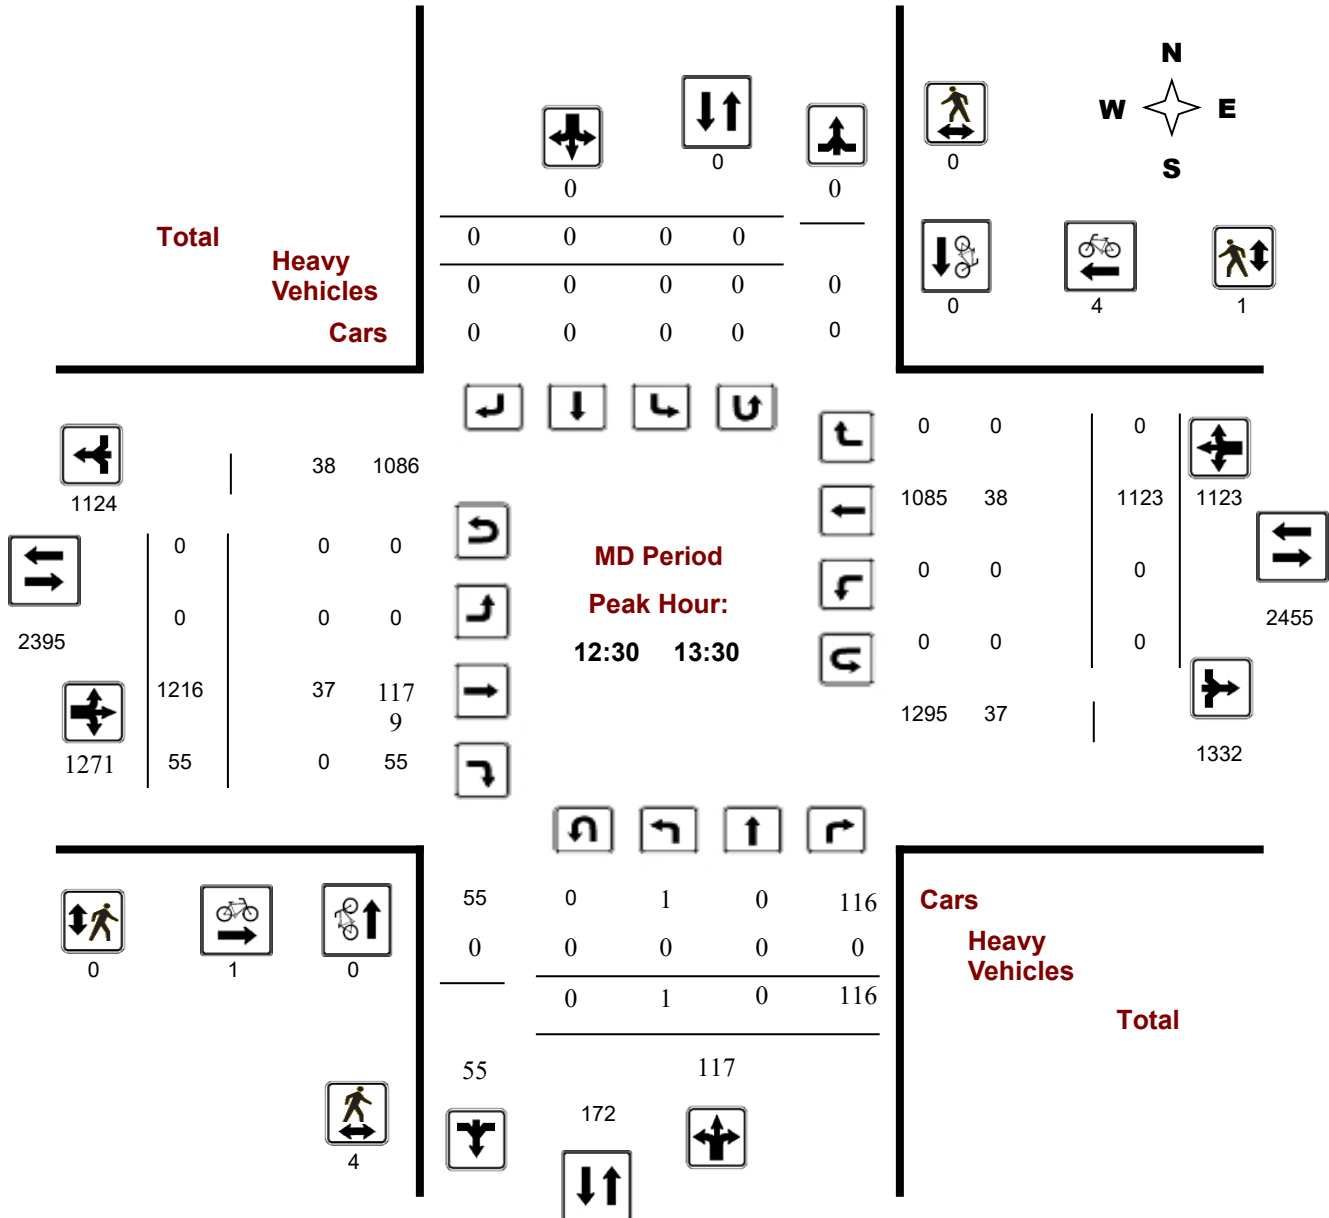 N
W E
S
0
0
0 0
0
Total
0 0 0 0
Heavy
Vehicles
0 0 0 0 0
Cars
0 0 0 0 0
0 4 1
38 1086
1124
0 0 0
0 0 0
2395
1216 37 117
9
1271 55 0 55
MD Period
Peak Hour:
12:30 13:30
0 0 0
1085 38 1123 1123
0 0 0
2455
0 0 0
1295 37
1332
55 0 1 0 116
Cars
0 0 0 0 0
Heavy
Vehicles
0 1 0 116
Total
0 1 0
55 117
172
4